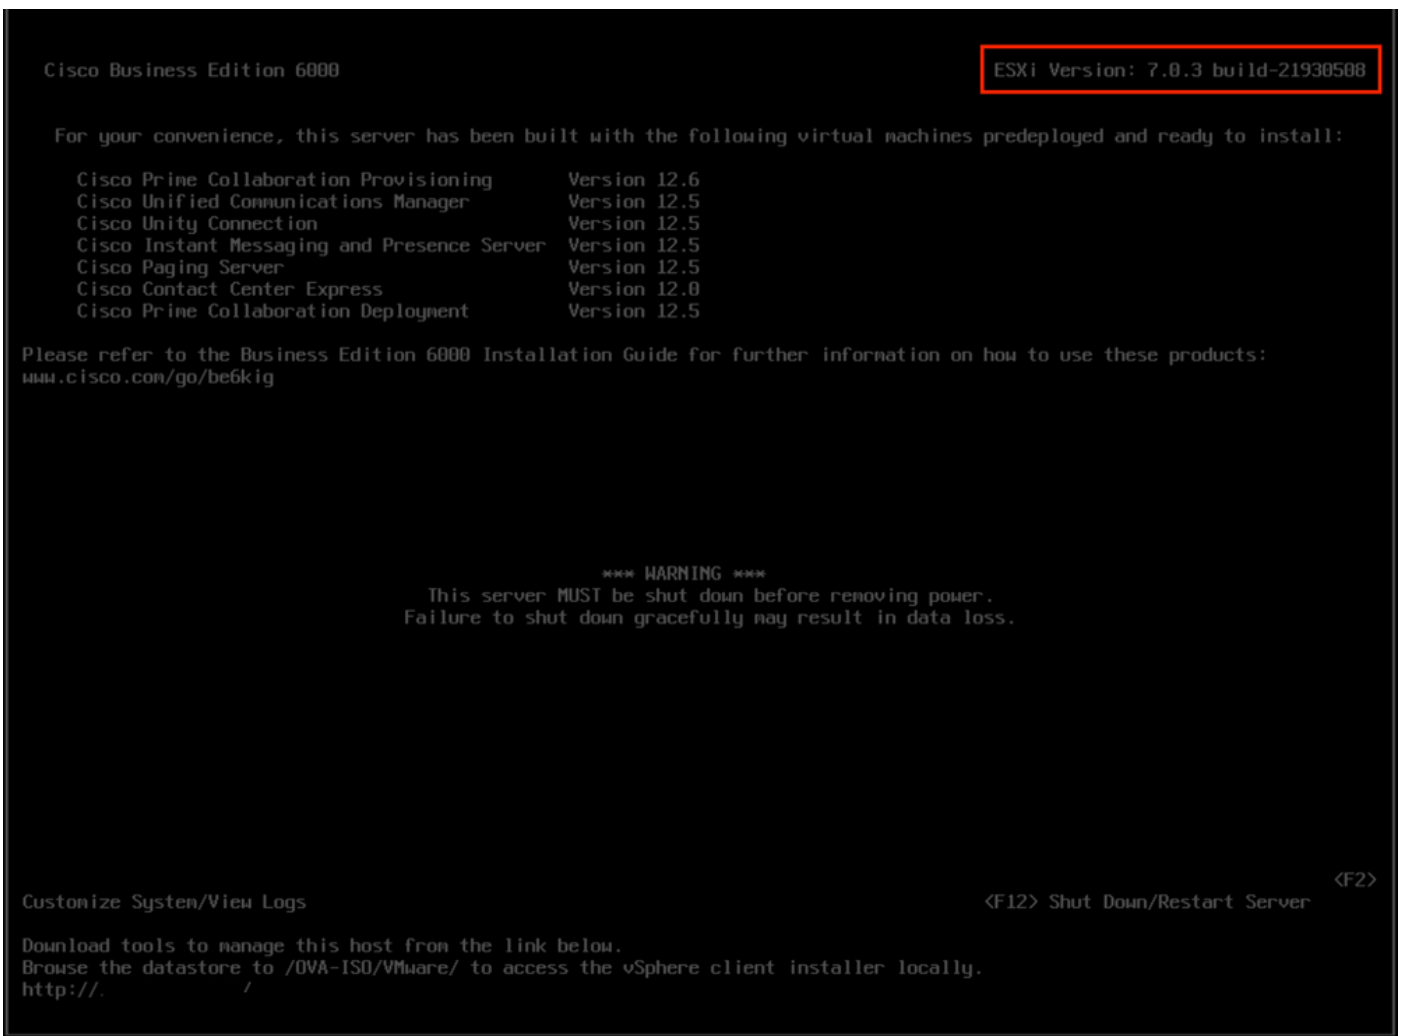 Cisco Business Edition 6000 ESXi Version: 7.0.3 build-21930508
For your convenience, this server has been built with the following virtual machines predeployed and ready to install:
Cisco Prime Collaboration Provisioning Version 12.6
Cisco Unified Communications Manager Version 12.5
Cisco Unity Connection Version 12.5
Cisco Instant Messaging and Presence Server Version 12.5
Cisco Paging Server Version 12.5
Cisco Contact Center Express Version 12.0
Cisco Prime Collaboration Deployment Version 12.5
Please refer to the Business Edition 6000 Installation Guide for further information on how to use these products:
www.cisco.com/go/be6kig
*** WARNING ***
This server MUST be shut down before removing power.
Failure to shut down gracefully may result in data loss.
<F2>
Customize System/View Logs <F12> Shut Down/Restart Server
Download tools to manage this host from the link below.
Browse the datastore to /OVA-ISO/VMware/ to access the vSphere client installer locally.
http://. /